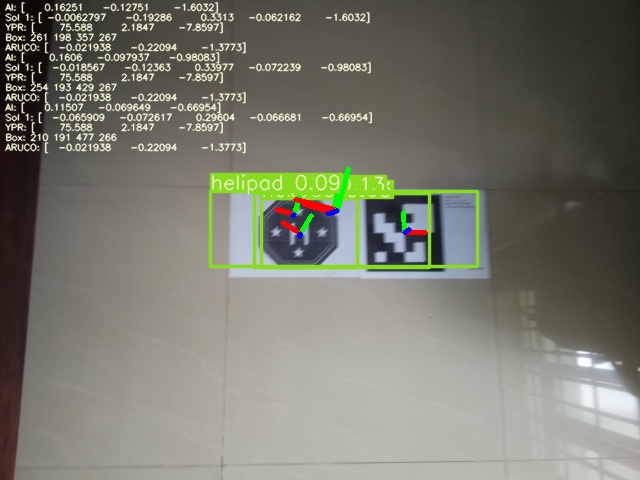 AI: [ 0.16251 -0.12751 -1.6032]
Sol 1: [ -0.0062797 -0.19286 0.3313 -0.062162 -1.6032]
YPR: [ 75.588 2.1847 -7.8597]
Box: 261 198 357 267
ARUCO: [ -0.021938 -0.22094 -1.3773]
AI: [ 0.1606 -0.097937 -0.98083]
Sol 1: [ -0.018567 -0.12363 0.33977 -0.072239 -0.98083]
YPR: [ 75.588 2.1847 -7.8597]
Box: 254 193 429 267
ARUCO: [ -0.021938 -0.22094 -1.3773]
AI: [ 0.11507 -0.069649 -0.66954]
Sol 1: [ -0.065909 -0.072617 0.29604 -0.066681 -0.66954]
YPR: [ 75.588 2.1847 -7.8597]
Box: 210 191 477 266
ARUCO: [ -0.021938 -0.22094 -1.3773]
helipad 0.09